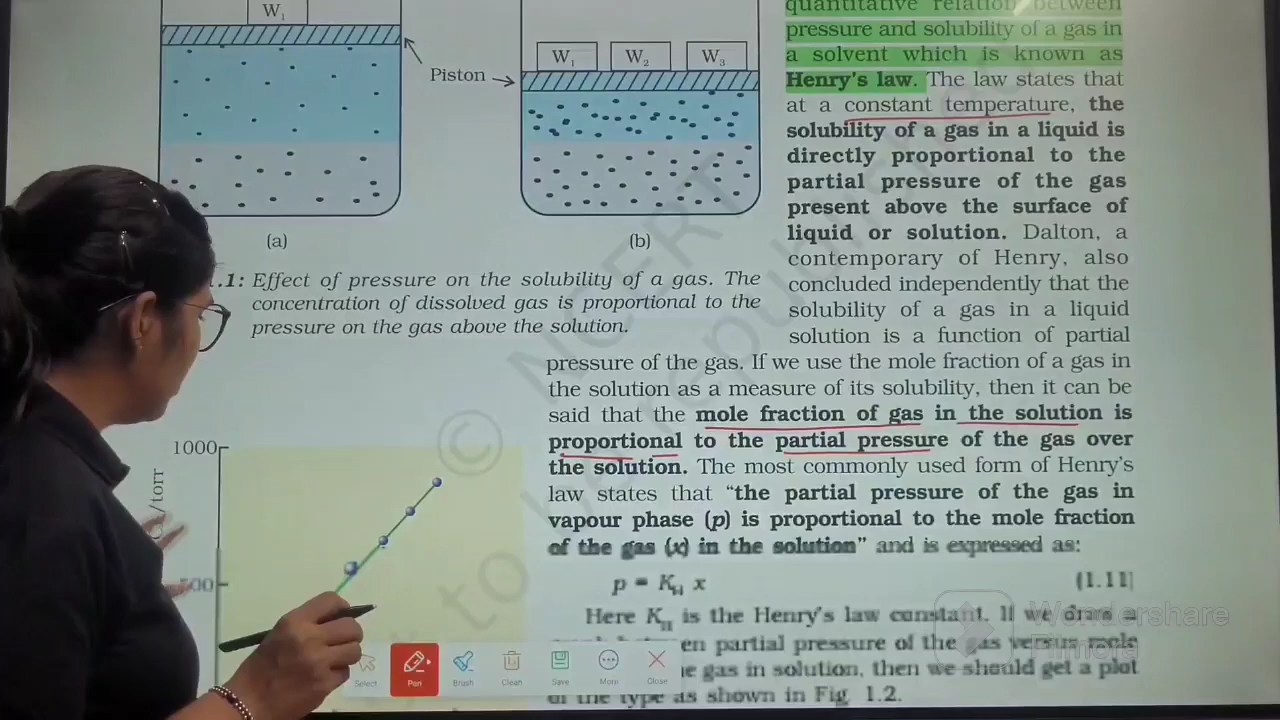 W1
W1 W2 W3
Piston
(a)
(b)
.1: Effect of pressure on the solubility of a gas. The
concentration of dissolved gas is proportional to the
pressure on the gas above the solution.
quantitative relation between
pressure and solubility of a gas in
a solvent which is known as
Henry's law. The law states that
at a constant temperature, the
solubility of a gas in a liquid is
directly proportional to the
partial pressure of the gas
present above the surface of
liquid or solution. Dalton, a
contemporary of Henry, also
concluded independently that the
solubility of a gas in a liquid
solution is a function of partial
pressure of the gas. If we use the mole fraction of a gas in
the solution as a measure of its solubility, then it can be
said that the mole fraction of gas in the solution is
proportional to the partial pressure of the gas over
the solution. The most commonly used form of Henry's
law states that “the partial pressure of the gas in
vapour phase (p) is proportional to the mole fraction
of the gas (x) in the solution” and is expressed as:
p = KH x (1.11)
Here KH is the Henry's law constant. If we draw a
en partial pressure of the gas versus mole
e gas in solution, then we should get a plot
of the type as shown in Fig. 1.2.
1000
500
/torr
© NCERT
not to be republished
Select Pen Brush Clean Save More Close
Wondershare
Filmora